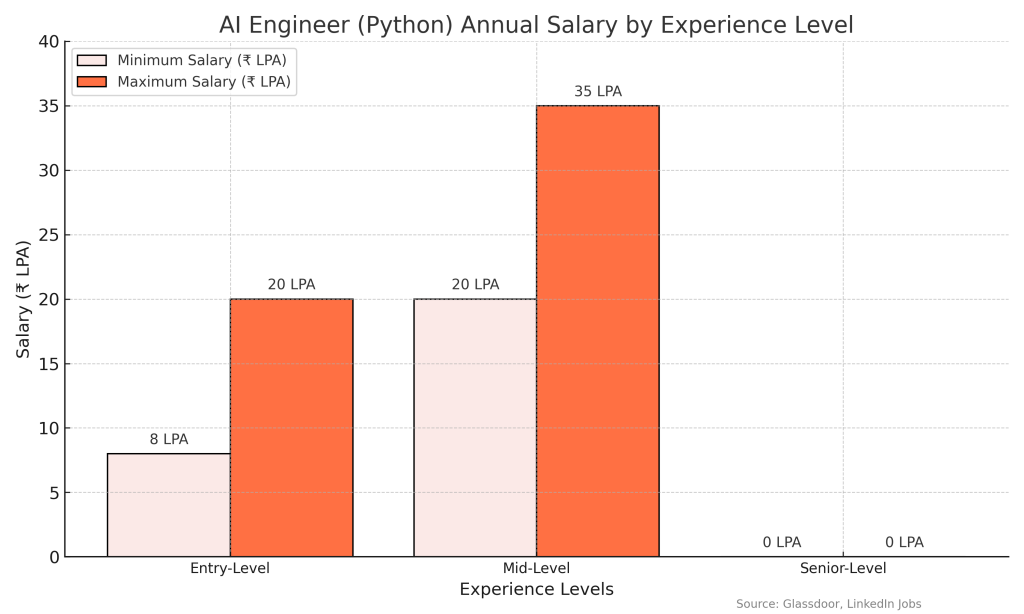 AI Engineer (Python) Annual Salary by Experience Level
Minimum Salary (₹ LPA)
Maximum Salary (₹ LPA)
Salary (₹ LPA)
40
35
30
25
20
15
10
5
0
8 LPA
20 LPA
20 LPA
35 LPA
0 LPA
0 LPA
Entry-Level
Mid-Level
Senior-Level
Experience Levels
Source: Glassdoor, LinkedIn Jobs